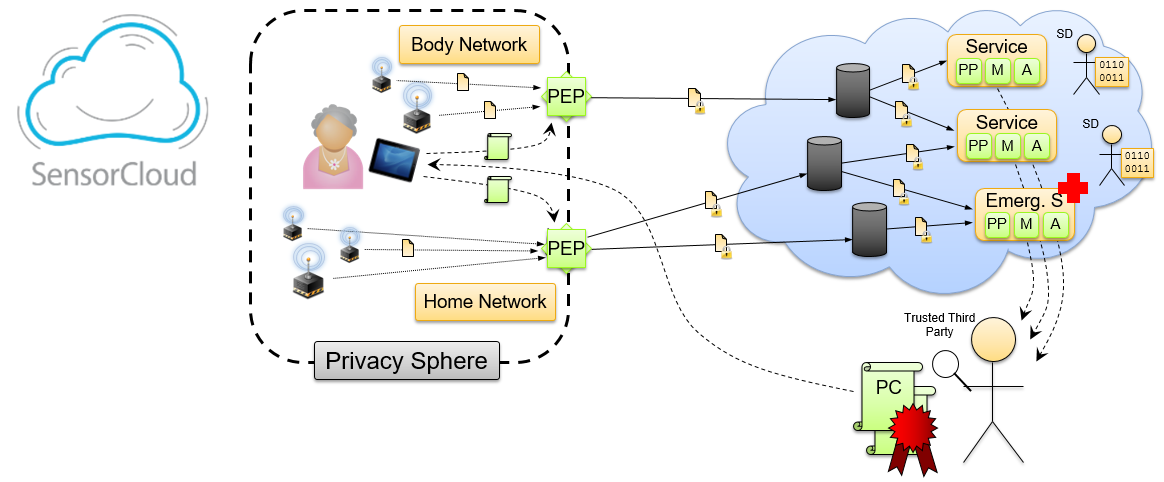 SensorCloud
Body Network
PEP
PEP
Home Network
Privacy Sphere
Service
PP M A
SD
0110
0011
Service
PP M A
SD
0110
0011
Emerg. S
PP M A
Trusted Third
Party
PC